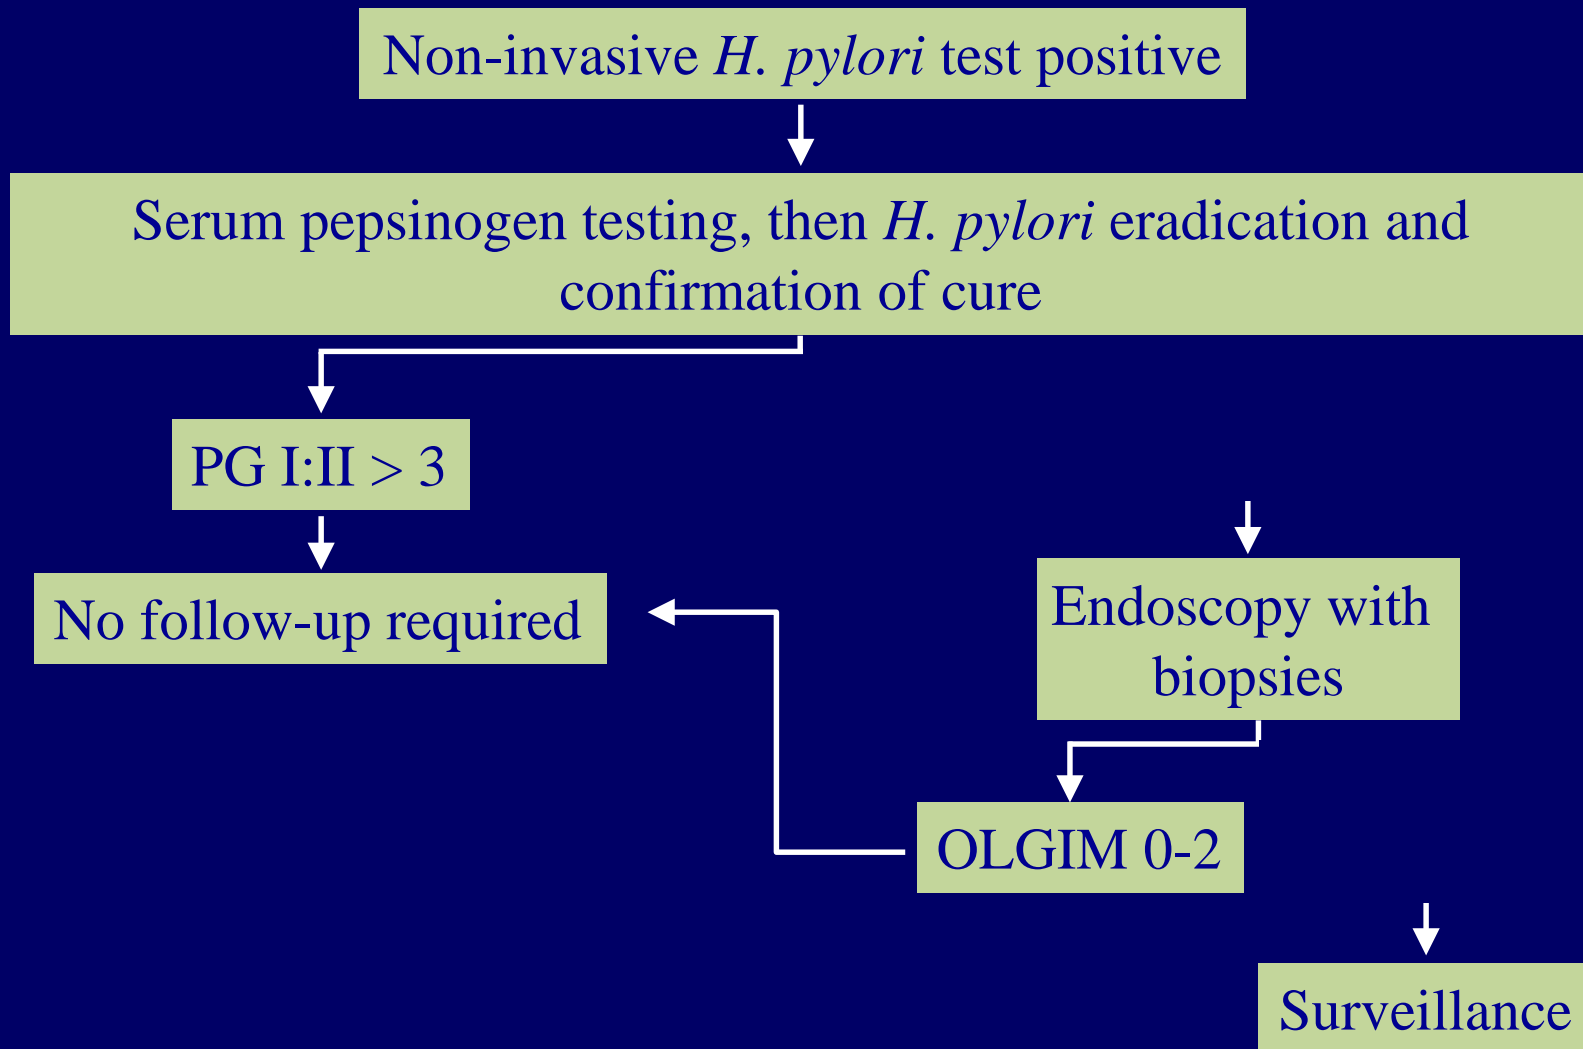 Non-invasive H. pylori test positive
Serum pepsinogen testing, then H. pylori eradication and
confirmation of cure
PG I:II > 3
No follow-up required
Endoscopy with
biopsies
OLGIM 0-2
Surveillance